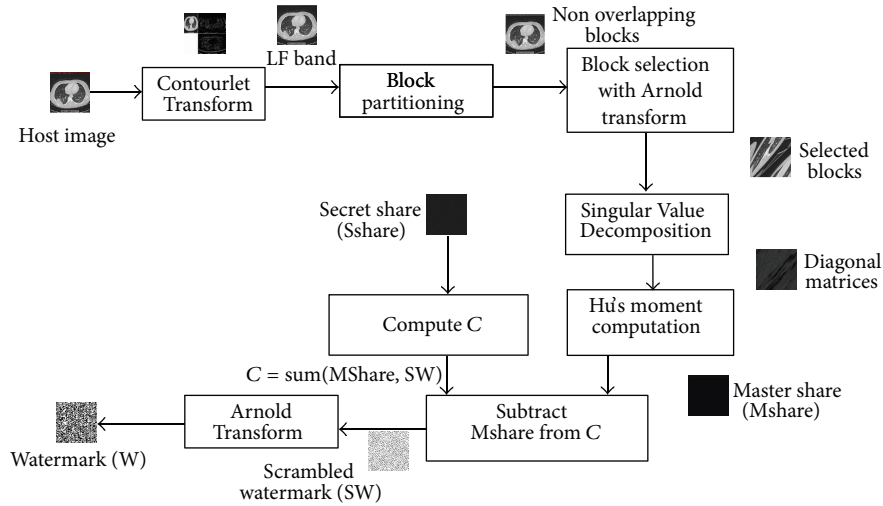 Host image
Contourlet
Transform
LF band
Block
partitioning
Non overlapping
blocks
Block selection
with Arnold
transform
Selected
blocks
Singular Value
Decomposition
Diagonal
matrices
Hu's moment
computation
Master share
(Mshare)
Secret share
(Sshare)
Compute C
C = sum(MShare, SW)
Subtract
Mshare from C
Scrambled
watermark (SW)
Arnold
Transform
Watermark (W)